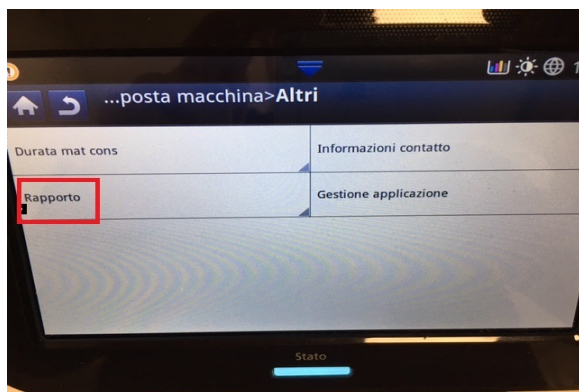 ...posta macchina>Altri
Durata mat cons
Informazioni contatto
Rapporto
Gestione applicazione
Stato